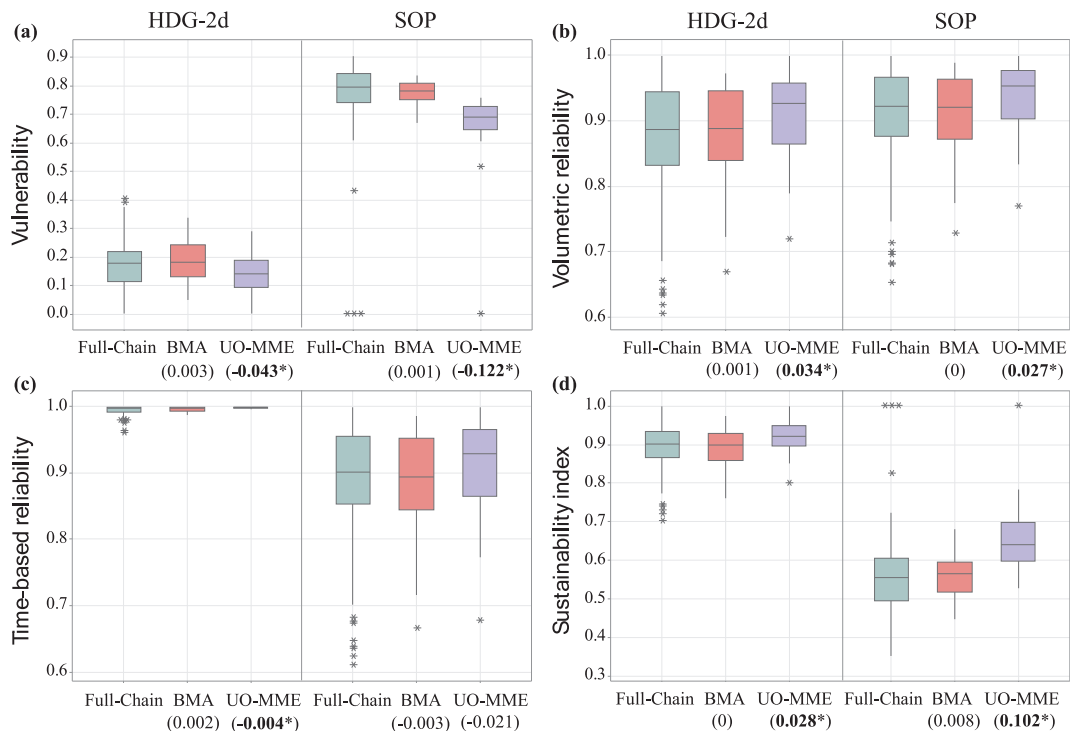 HDG-2d SOP
(a)
Vulnerability
0.9
0.8
0.7
0.6
0.5
0.4
0.3
0.2
0.1
0.0
Full-Chain BMA UO-MME Full-Chain BMA UO-MME
(0.003) (-0.043*) (0.001) (-0.122*)
HDG-2d SOP
(b)
Volumetric reliability
1.0
0.9
0.8
0.7
0.6
Full-Chain BMA UO-MME Full-Chain BMA UO-MME
(0.001) (0.034*) (0) (0.027*)
(c)
Time-based reliability
1.0
0.9
0.8
0.7
0.6
Full-Chain BMA UO-MME Full-Chain BMA UO-MME
(0.002) (-0.004*) (-0.003) (-0.021)
(d)
Sustainability index
1.0
0.9
0.8
0.7
0.6
0.5
0.4
0.3
Full-Chain BMA UO-MME Full-Chain BMA UO-MME
(0) (0.028*) (0.008) (0.102*)